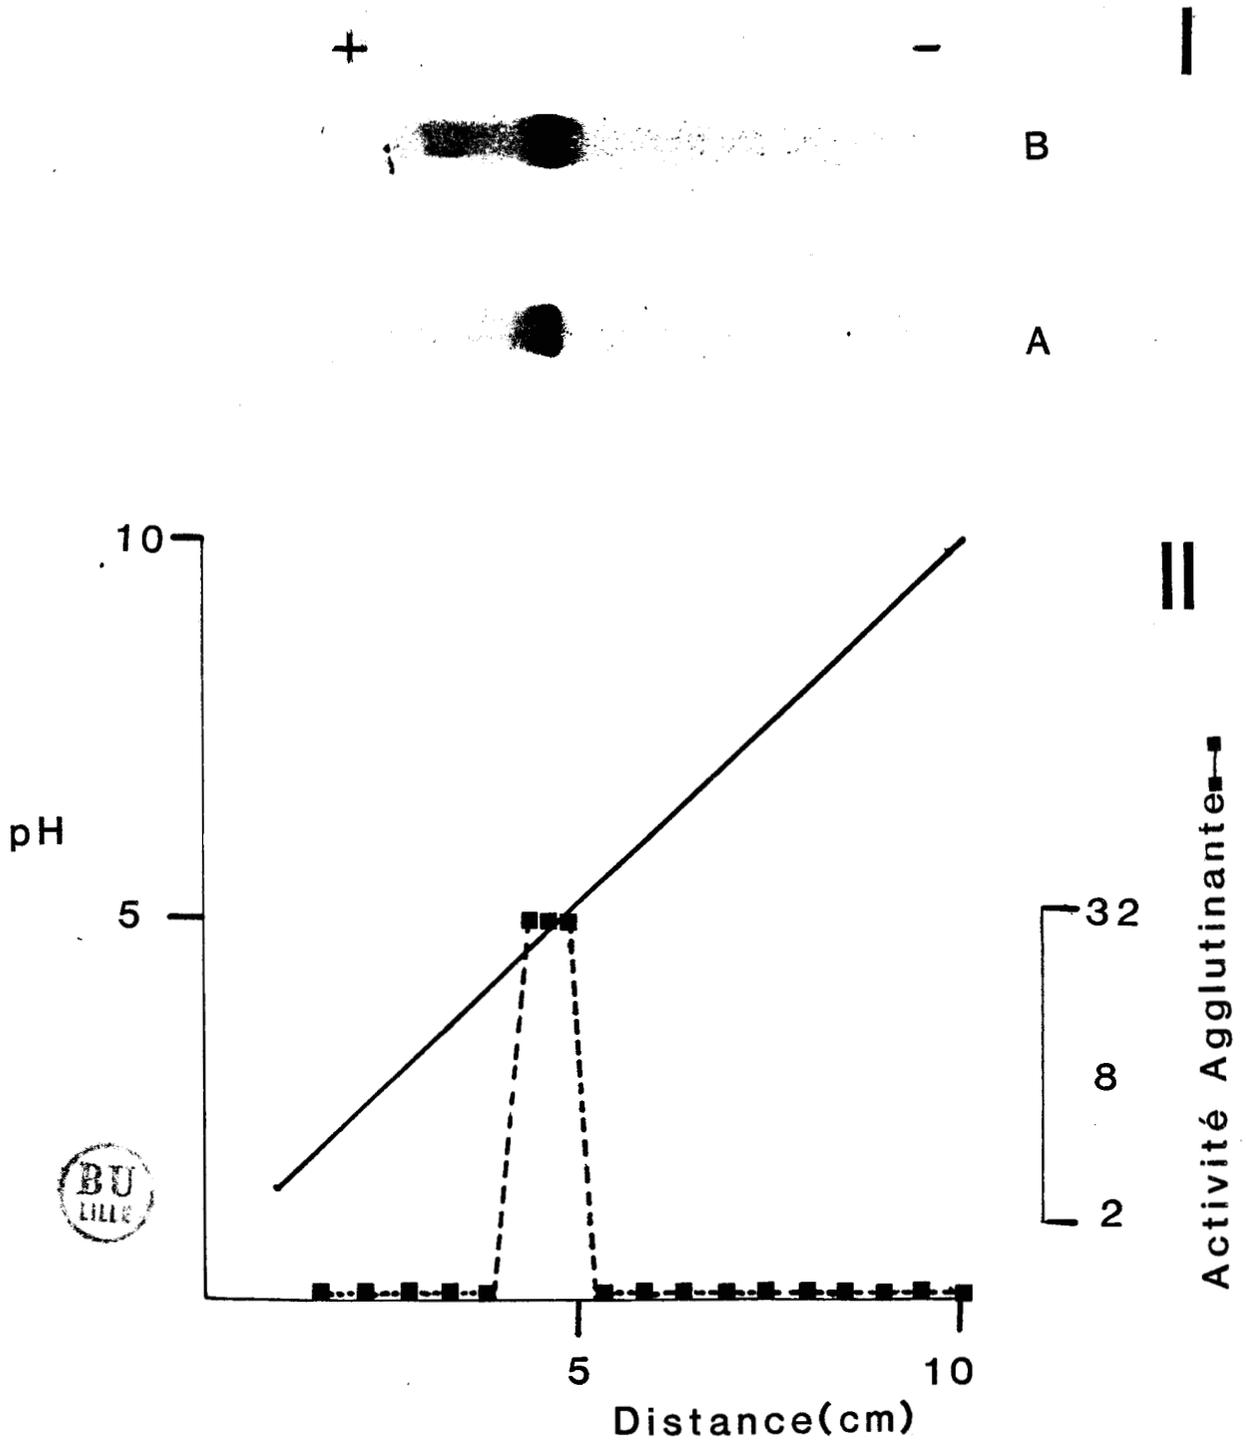 + − I
B
A
10
II
pH
5
32
8
2
Activité Agglutinante
BU
LILLE
5 10
Distance(cm)